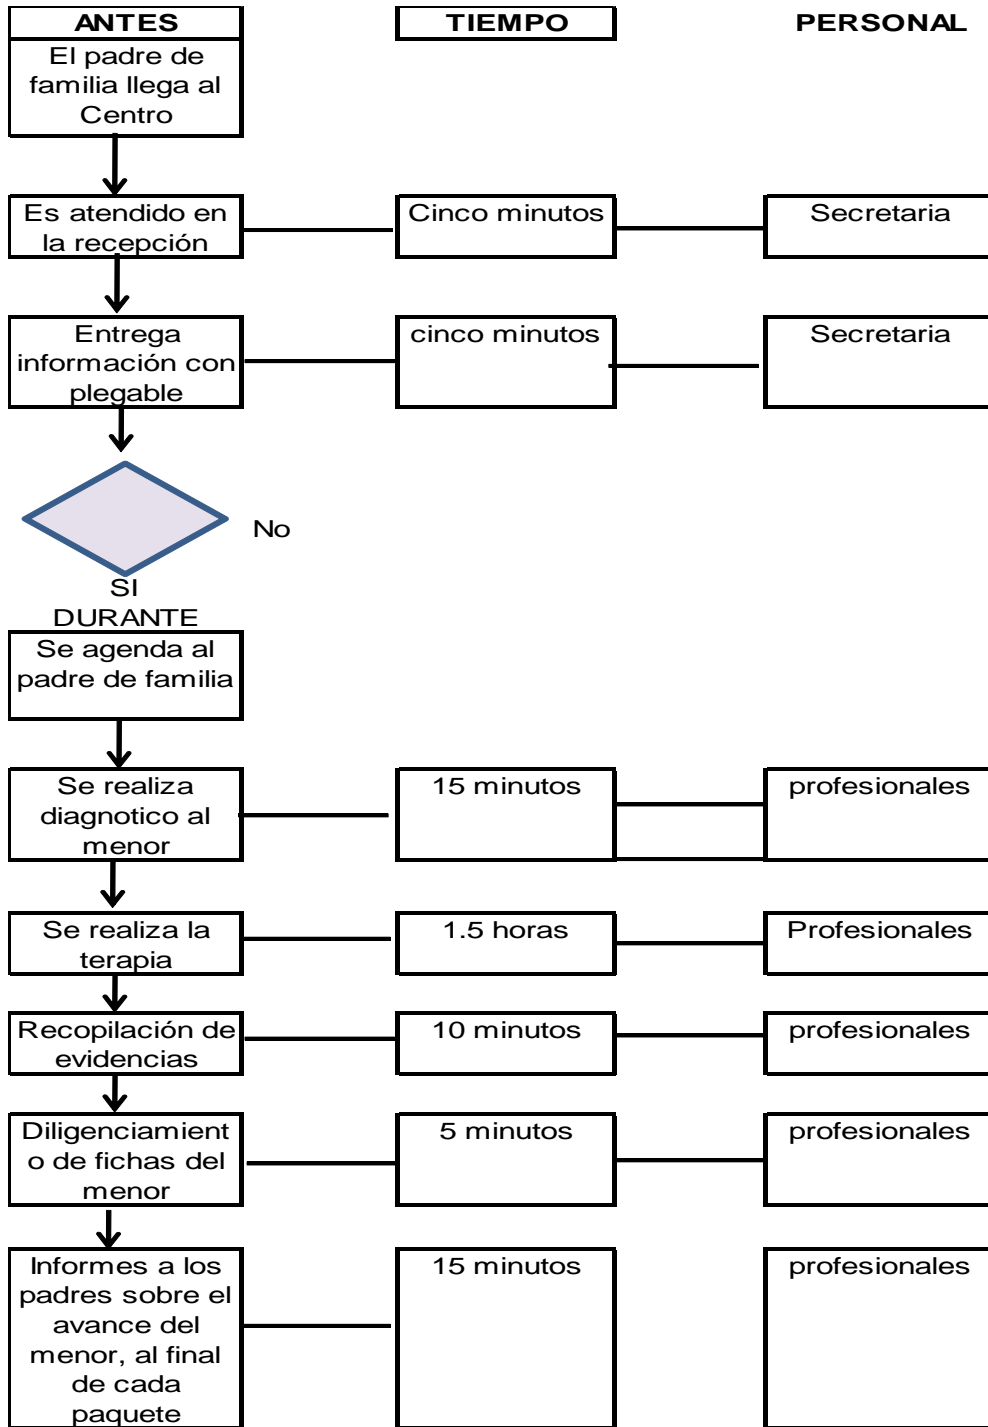 ANTES
TIEMPO
PERSONAL
El padre de
familia llega al
Centro
Es atendido en
la recepción
Cinco minutos
Secretaria
Entrega
información con
plegable
cinco minutos
Secretaria
No
SI
DURANTE
Se agenda al
padre de familia
Se realiza
diagnotico al
menor
15 minutos
profesionales
Se realiza la
terapia
1.5 horas
Profesionales
Recopilación de
evidencias
10 minutos
profesionales
Diligenciamient
o de fichas del
menor
5 minutos
profesionales
Informes a los
padres sobre el
avance del
menor, al final
de cada
paquete
15 minutos
profesionales